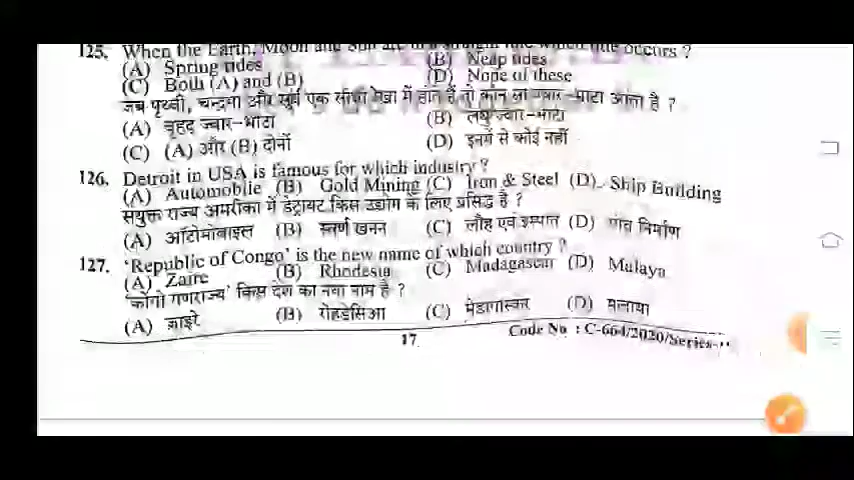 125. When the Earth, Moon and Sun are in a straight line which tide occurs ?
(A) Spring tides (B) Neap tides
(C) Both (A) and (B) (D) None of these
जब पृथ्वी, चन्द्रमा और सूर्य एक सीधी रेखा में होते हैं तो कौन सा ज्वार-भाटा आता है ?
(A) वृहद ज्वार-भाटा (B) लघु ज्वार-भाटा
(C) (A) और (B) दोनों (D) इनमें से कोई नहीं
126. Detroit in USA is famous for which industry ?
(A) Automobile (B) Gold Mining (C) Iron & Steel (D) Ship Building
संयुक्त राज्य अमरीका में डेट्रायट किस उद्योग के लिए प्रसिद्ध है ?
(A) ऑटोमोबाइल (B) स्वर्ण खनन (C) लौह एवं इस्पात (D) पोत निर्माण
127. 'Republic of Congo' is the new name of which country ?
(A) Zaire (B) Rhodesia (C) Madagascar (D) Malaya
'कांगो गणराज्य' किस देश का नया नाम है ?
(A) ज़ाइरे (B) रोहडेसिआ (C) मेडागास्कर (D) मलाया
17 Code No : C-664/2020/Series-